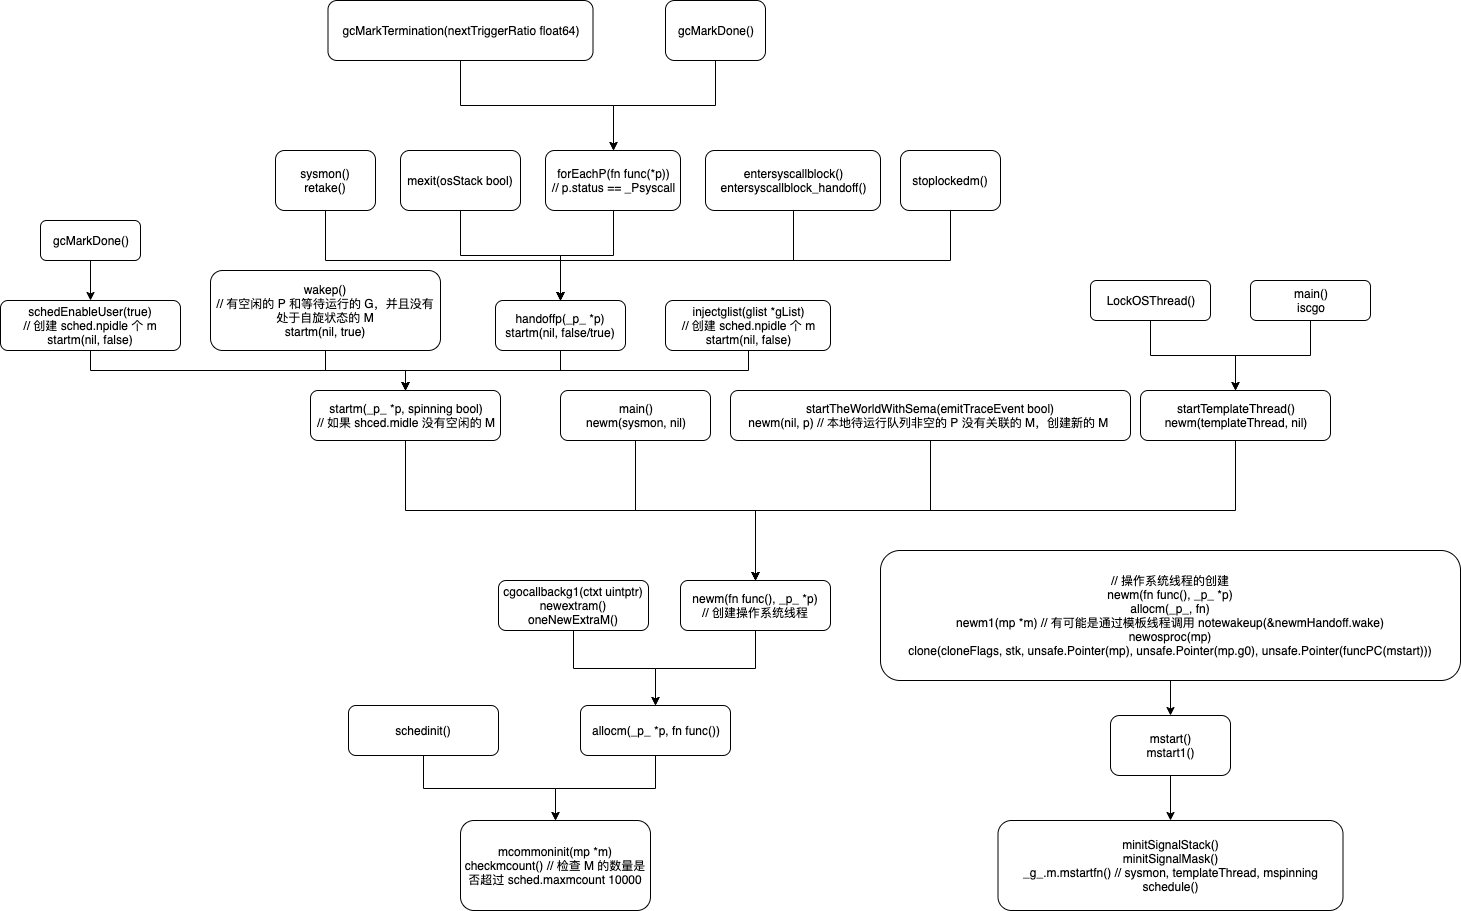 gcMarkTermination(nextTriggerRatio float64)
gcMarkDone()
sysmon()
retake()
mexit(osStack bool)
forEachP(fn func(*p))
// p.status == _Psyscall
entersyscallblock()
entersyscallblock_handoff()
stoplockedm()
gcMarkDone()
schedEnableUser(true)
// 创建 sched.npidle 个 m
startm(nil, false)
wakep()
// 有空闲的 P 和等待运行的 G，并且没有
处于自旋状态的 M
startm(nil, true)
handoffp(_p_ *p)
startm(nil, false/true)
injectglist(glist *gList)
// 创建 sched.npidle 个 m
startm(nil, false)
LockOSThread()
main()
iscgo
startm(_p_ *p, spinning bool)
// 如果 shced.midle 没有空闲的 M
main()
newm(sysmon, nil)
startTheWorldWithSema(emitTraceEvent bool)
newm(nil, p) // 本地待运行队列非空的 P 没有关联的 M，创建新的 M
startTemplateThread()
newm(templateThread, nil)
cgocallbackg1(ctxt uintptr)
newextram()
oneNewExtraM()
newm(fn func(), _p_ *p)
// 创建操作系统线程
// 操作系统线程的创建
newm(fn func(), _p_ *p)
allocm(_p_, fn)
newm1(mp *m) // 有可能是通过模板线程调用 notewakeup(&newmHandoff.wake)
newosproc(mp)
clone(cloneFlags, stk, unsafe.Pointer(mp), unsafe.Pointer(mp.g0), unsafe.Pointer(funcPC(mstart)))
schedinit()
allocm(_p_ *p, fn func())
mstart()
mstart1()
mcommoninit(mp *m)
checkmcount() // 检查 M 的数量是
否超过 sched.maxmcount 10000
minitSignalStack()
minitSignalMask()
_g_.m.mstartfn() // sysmon, templateThread, mspinning
schedule()